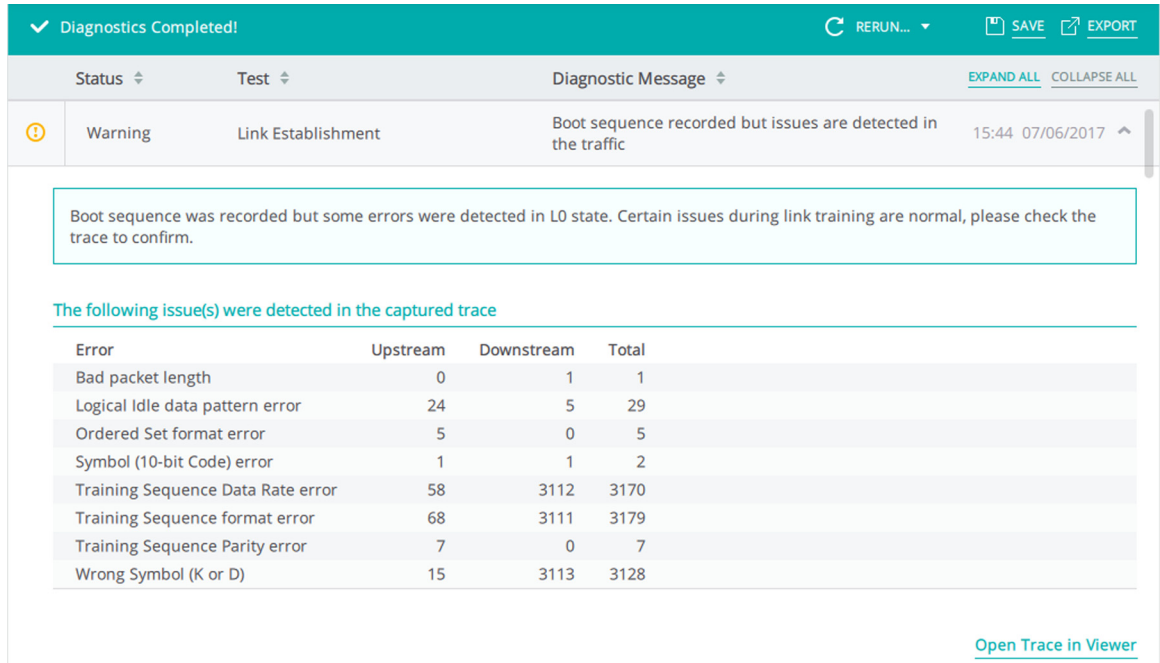 Diagnostics Completed! RERUN... SAVE EXPORT
Status Test Diagnostic Message EXPAND ALL COLLAPSE ALL
Warning Link Establishment Boot sequence recorded but issues are detected in 15:44 07/06/2017
the traffic
Boot sequence was recorded but some errors were detected in L0 state. Certain issues during link training are normal, please check the
trace to confirm.
The following issue(s) were detected in the captured trace
Error Upstream Downstream Total
Bad packet length 0 1 1
Logical Idle data pattern error 24 5 29
Ordered Set format error 5 0 5
Symbol (10-bit Code) error 1 1 2
Training Sequence Data Rate error 58 3112 3170
Training Sequence format error 68 3111 3179
Training Sequence Parity error 7 0 7
Wrong Symbol (K or D) 15 3113 3128
Open Trace in Viewer